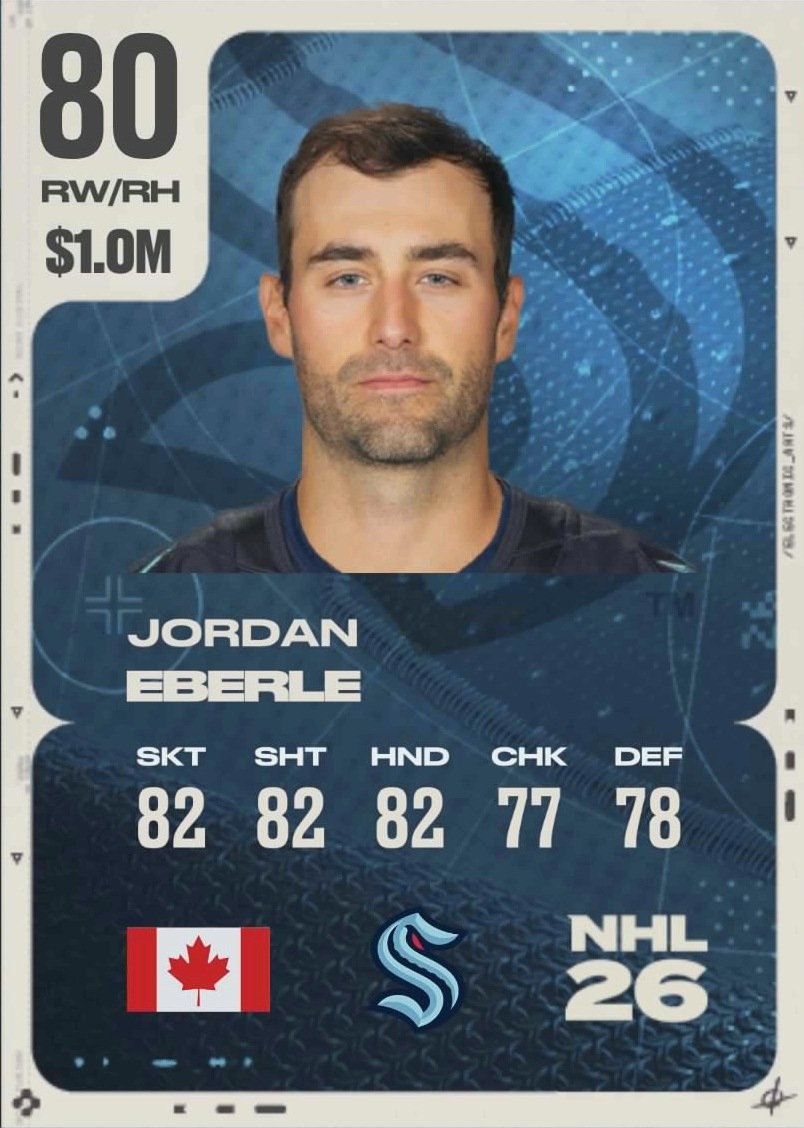 80
RW/RH
$1.0M
JORDAN
EBERLE
SKT SHT HND CHK DEF
82 82 82 77 78
NHL
26
TM